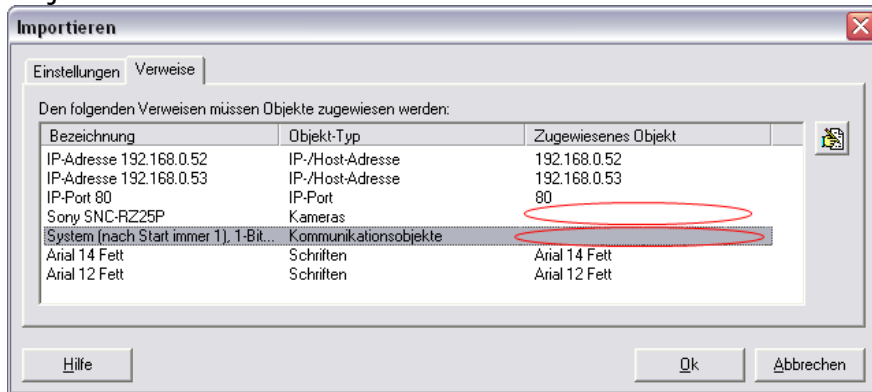 Importieren
Einstellungen Verweise
Den folgenden Verweisen müssen Objekte zugewiesen werden:
Bezeichnung Objekt-Typ Zugewiesenes Objekt
IP-Adresse 192.168.0.52 IP-/Host-Adresse 192.168.0.52
IP-Adresse 192.168.0.53 IP-/Host-Adresse 192.168.0.53
IP-Port 80 IP-Port 80
Sony SNC-RZ25P Kameras
System (nach Start immer 1), 1-Bit... Kommunikationsobjekte
Arial 14 Fett Schriften Arial 14 Fett
Arial 12 Fett Schriften Arial 12 Fett
Hilfe Ok Abbrechen